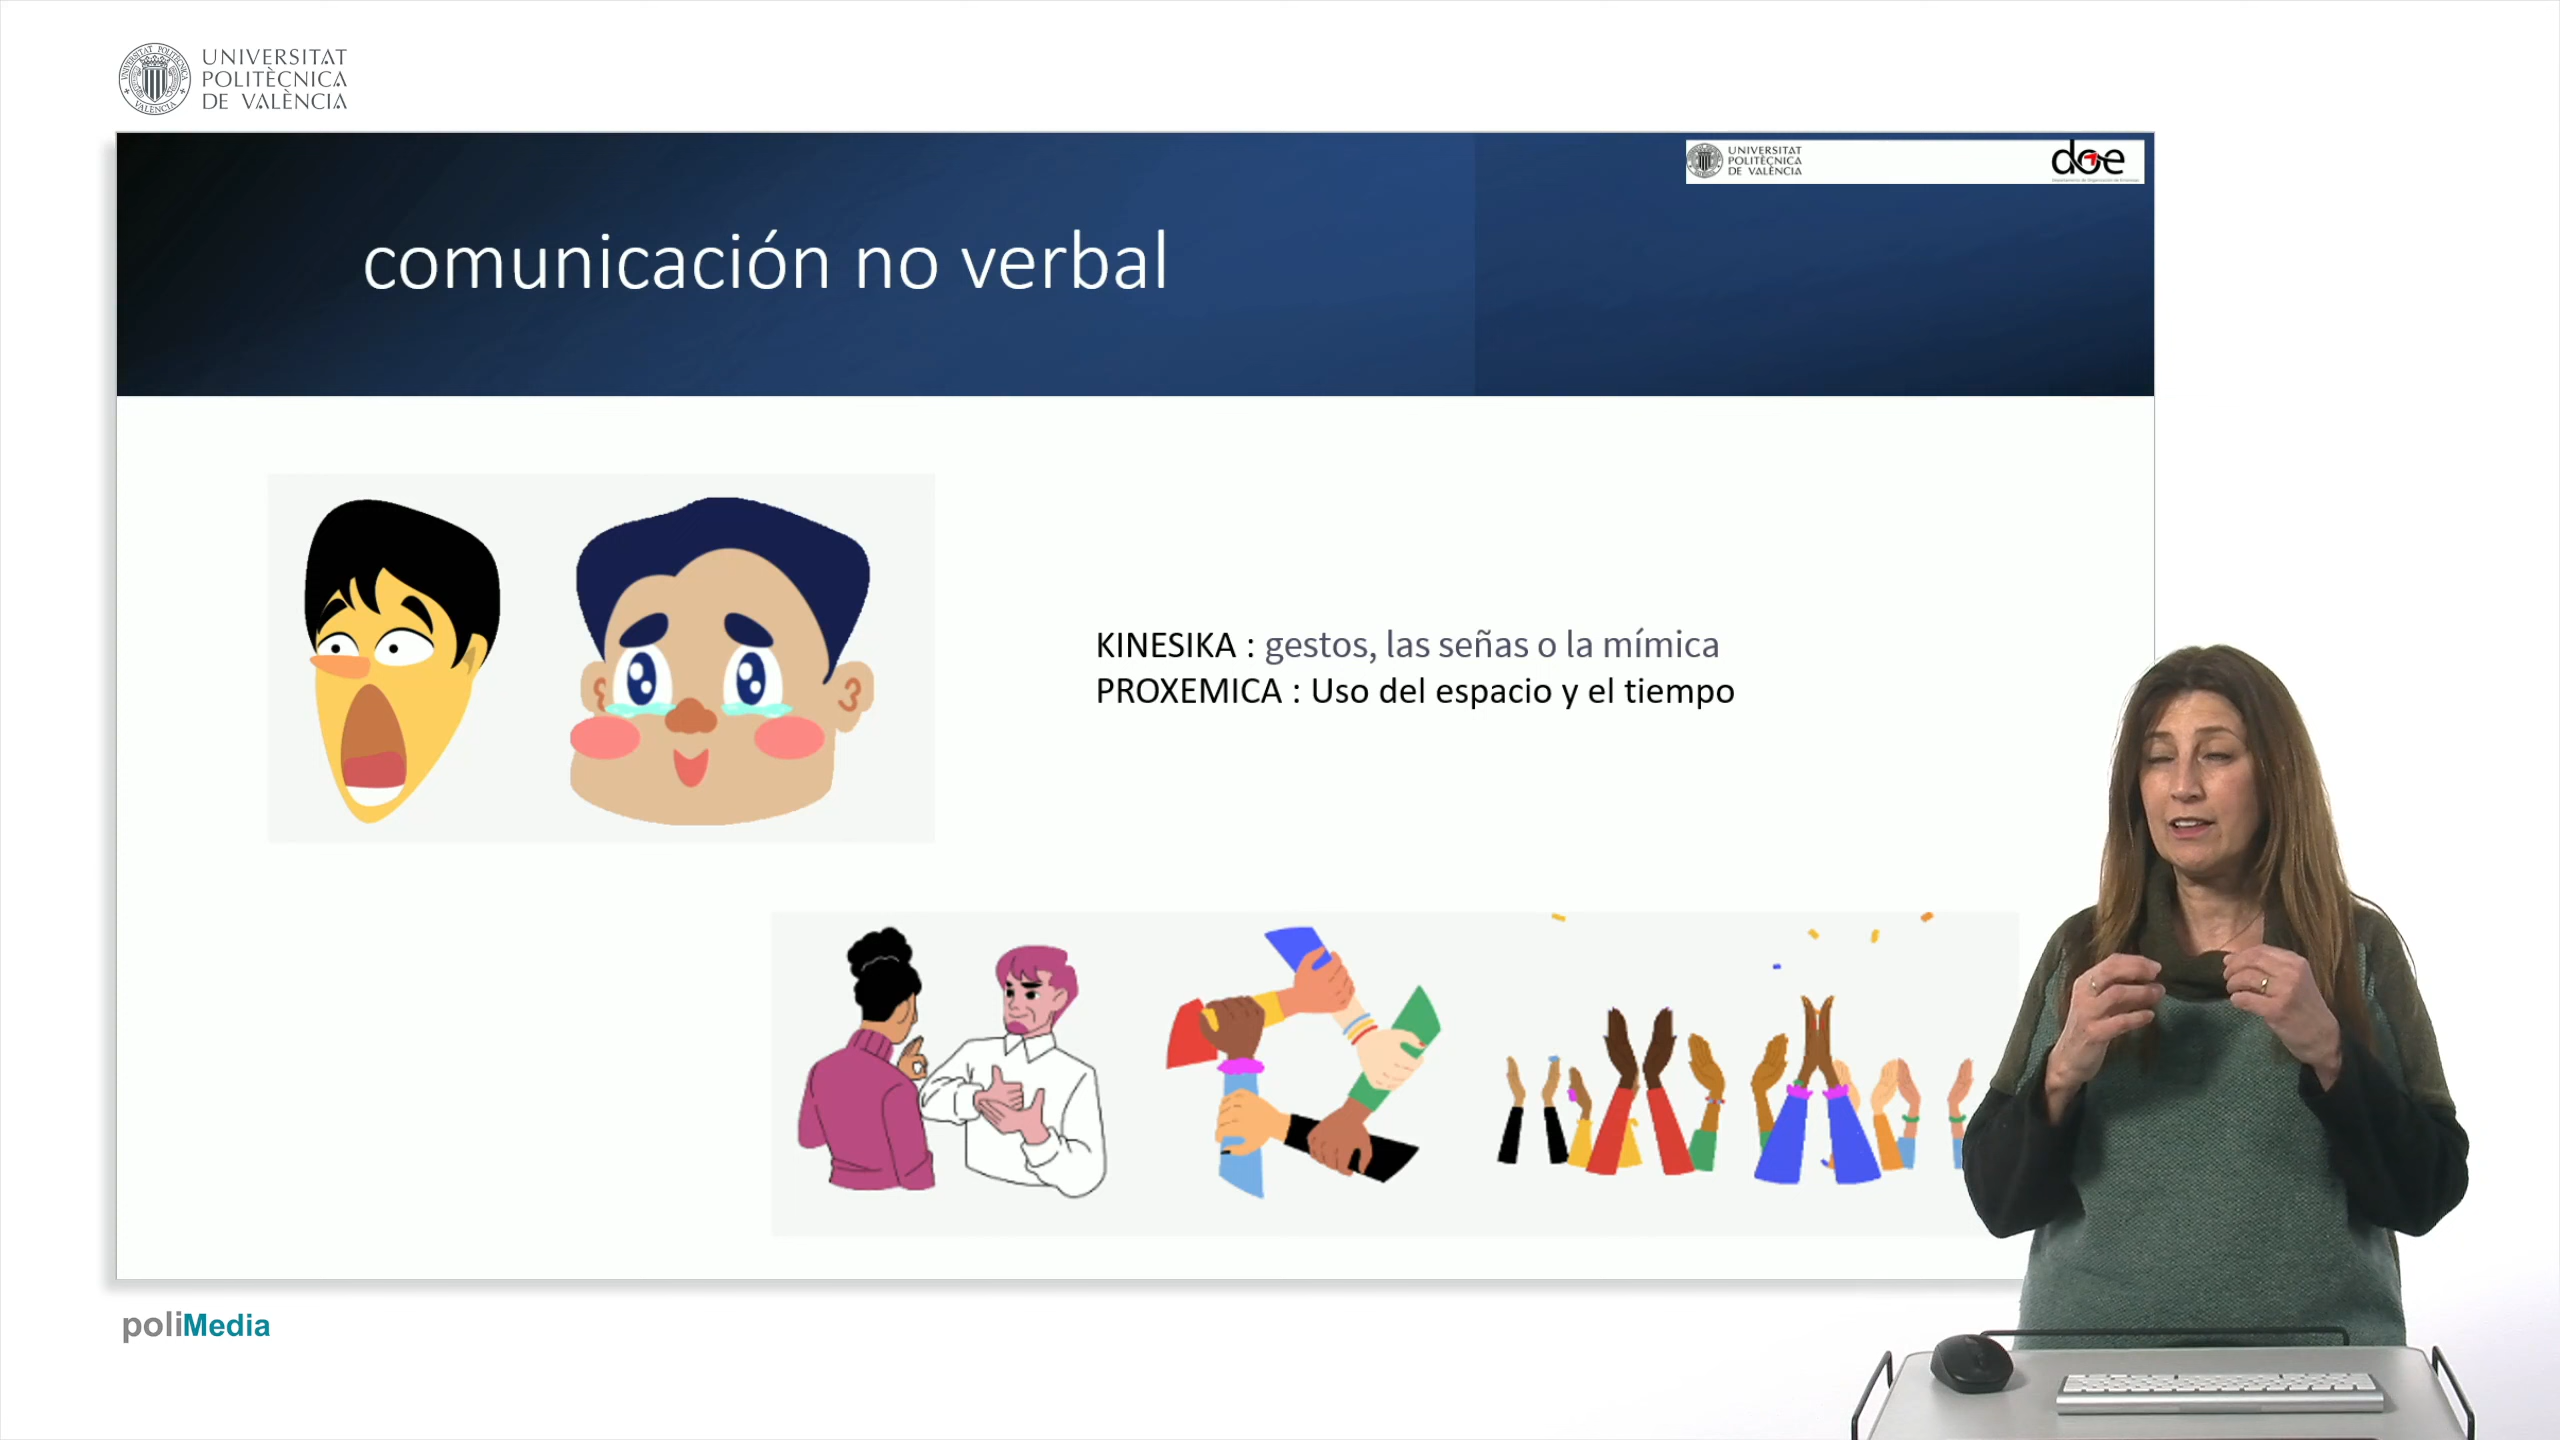 UNIVERSITAT
POLITÈCNICA
DE VALÈNCIA
UNIVERSITAT
POLITÈCNICA
DE VALÈNCIA
doe
comunicación no verbal
KINESIKA : gestos, las señas o la mímica
PROXEMICA : Uso del espacio y el tiempo
poliMedia